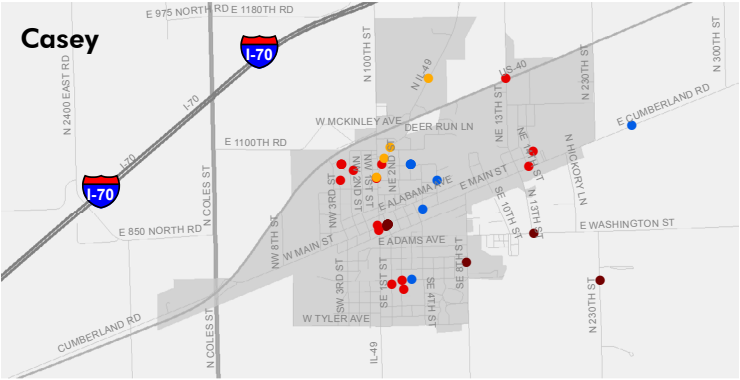 E 975 NORTH RD
E 1180TH RD
Casey
I-70
N 100TH ST
N IL-49
US-40
N 230TH ST
N 300TH ST
N 2400 EAST RD
I-70
W MCKINLEY AVE
DEER RUN LN
NE 13TH ST
E CUMBERLAND RD
I-70
E 1100TH RD
I-70
N COLES ST
NW 3RD ST
NW 2ND ST
NW 1ST ST
NE 2ND ST
E ALABAMA AVE
E MAIN ST
N HICKORY LN
SE 10TH ST
N 13TH ST
E 850 NORTH RD
NW 8TH ST
W MAIN ST
E ADAMS AVE
E WASHINGTON ST
SW 3RD ST
SE 1ST ST
SE 4TH ST
SE 8TH ST
N 230TH ST
CUMBERLAND RD
N COLES ST
W TYLER AVE
IL-49